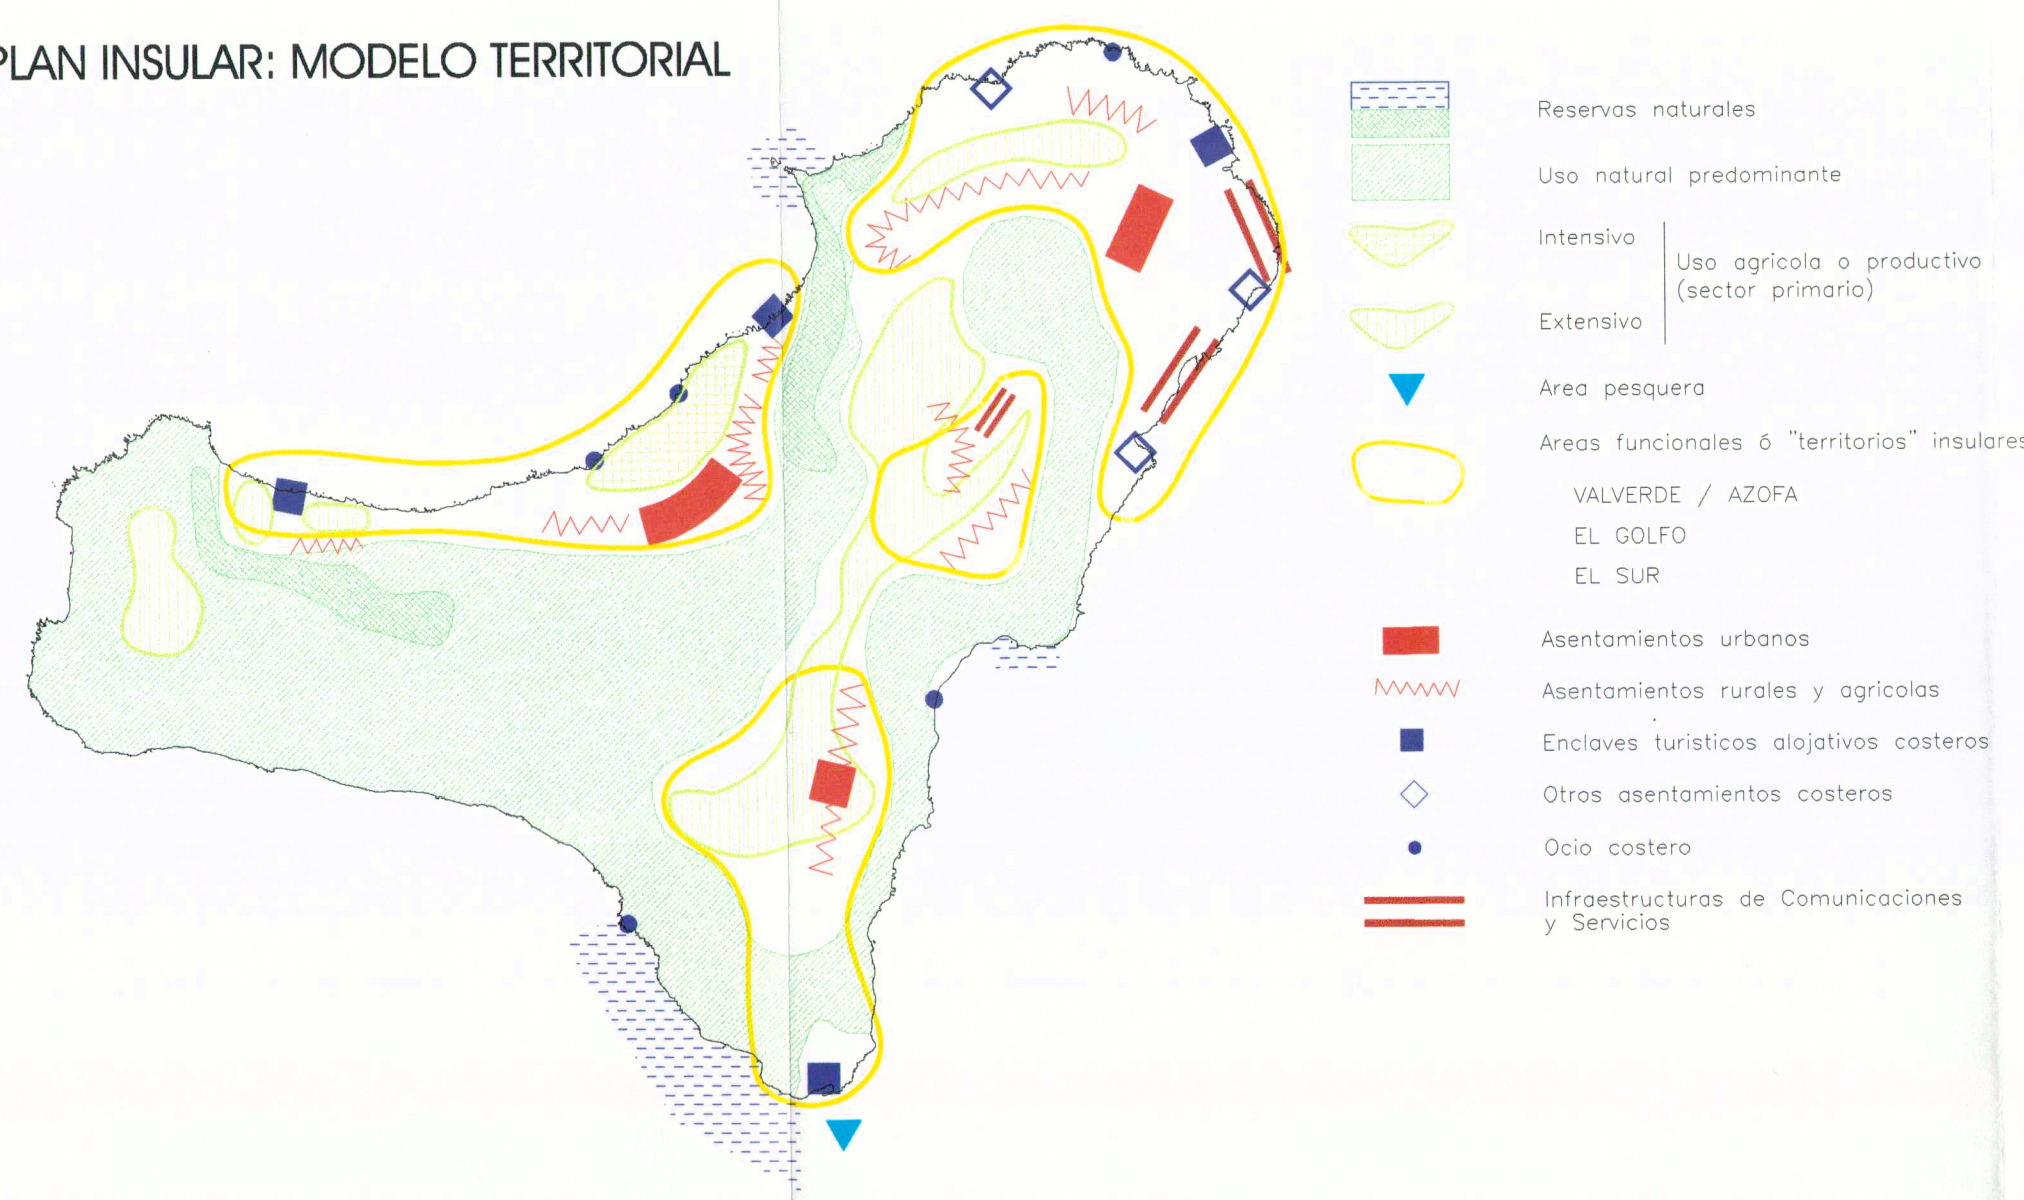 PLAN INSULAR: MODELO TERRITORIAL
Reservas naturales
Uso natural predominante
Intensivo
Uso agricola o productivo
(sector primario)
Extensivo
Area pesquera
Areas funcionales ó "territorios" insulares
VALVERDE / AZOFA
EL GOLFO
EL SUR
Asentamientos urbanos
Asentamientos rurales y agricolas
Enclaves turisticos alojativos costeros
Otros asentamientos costeros
Ocio costero
Infraestructuras de Comunicaciones
y Servicios